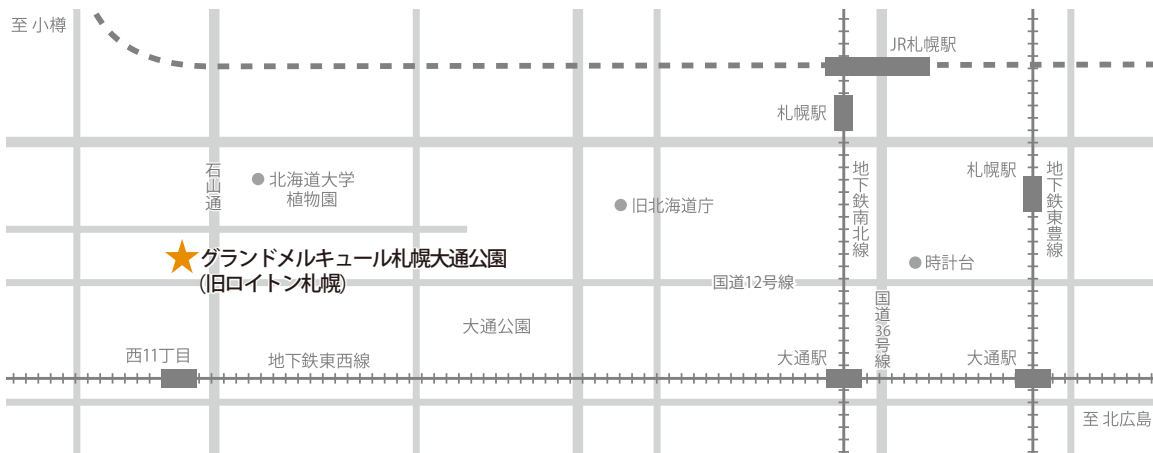 至 小樽
JR札幌駅
札幌駅
石山通
北海道大学
植物園
地下鉄南北線
札幌駅
地下鉄東豊線
旧北海道庁
グランドメルキュール札幌大通公園
(旧ロイトン札幌)
時計台
国道12号線
国道36号線
大通公園
西11丁目
地下鉄東西線
大通駅
大通駅
至 北広島